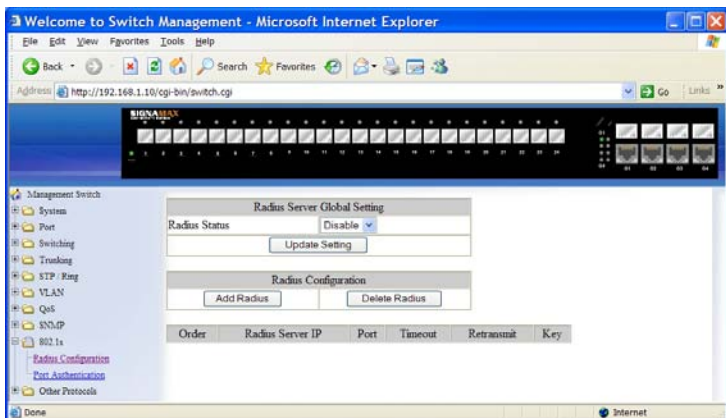 Welcome to Switch Management - Microsoft Internet Explorer
File Edit View Favorites Tools Help
Back Search Favorites
Address http://192.168.1.10/cgi-bin/switch.cgi Go Links »
SIGNAMAX
Management Switch
System
Port
Switching
Trunking
STP / Ring
VLAN
QoS
SNMP
802.1x
Radius Configuration
Port Authentication
Other Protocols
Radius Server Global Setting
Radius Status Disable
Update Setting
Radius Configuration
Add Radius Delete Radius
Order Radius Server IP Port Timeout Retransmit Key
Done Internet